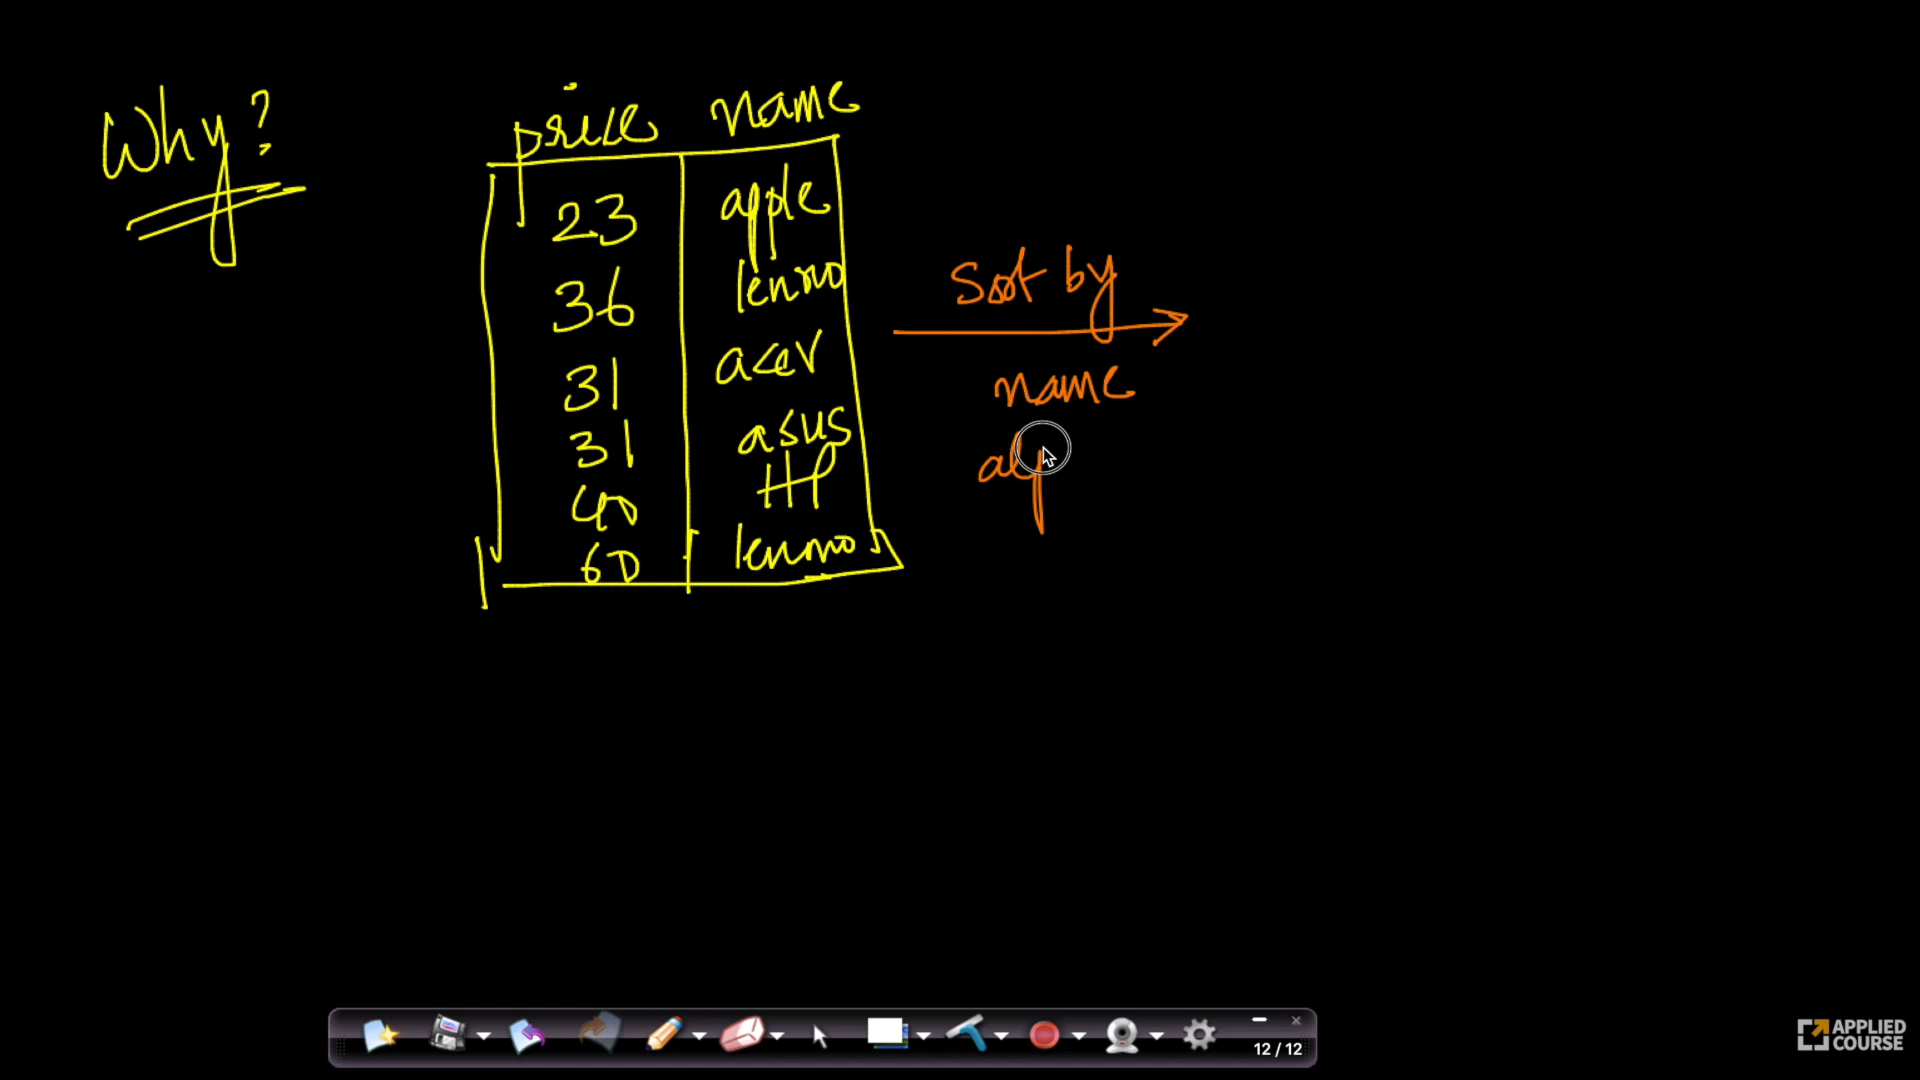 Why?
price name
23 apple
36 lenovo
31 acer
31 asus
40 HP
60 lenovo
Sort by
name
alp
12 / 12
APPLIED
COURSE